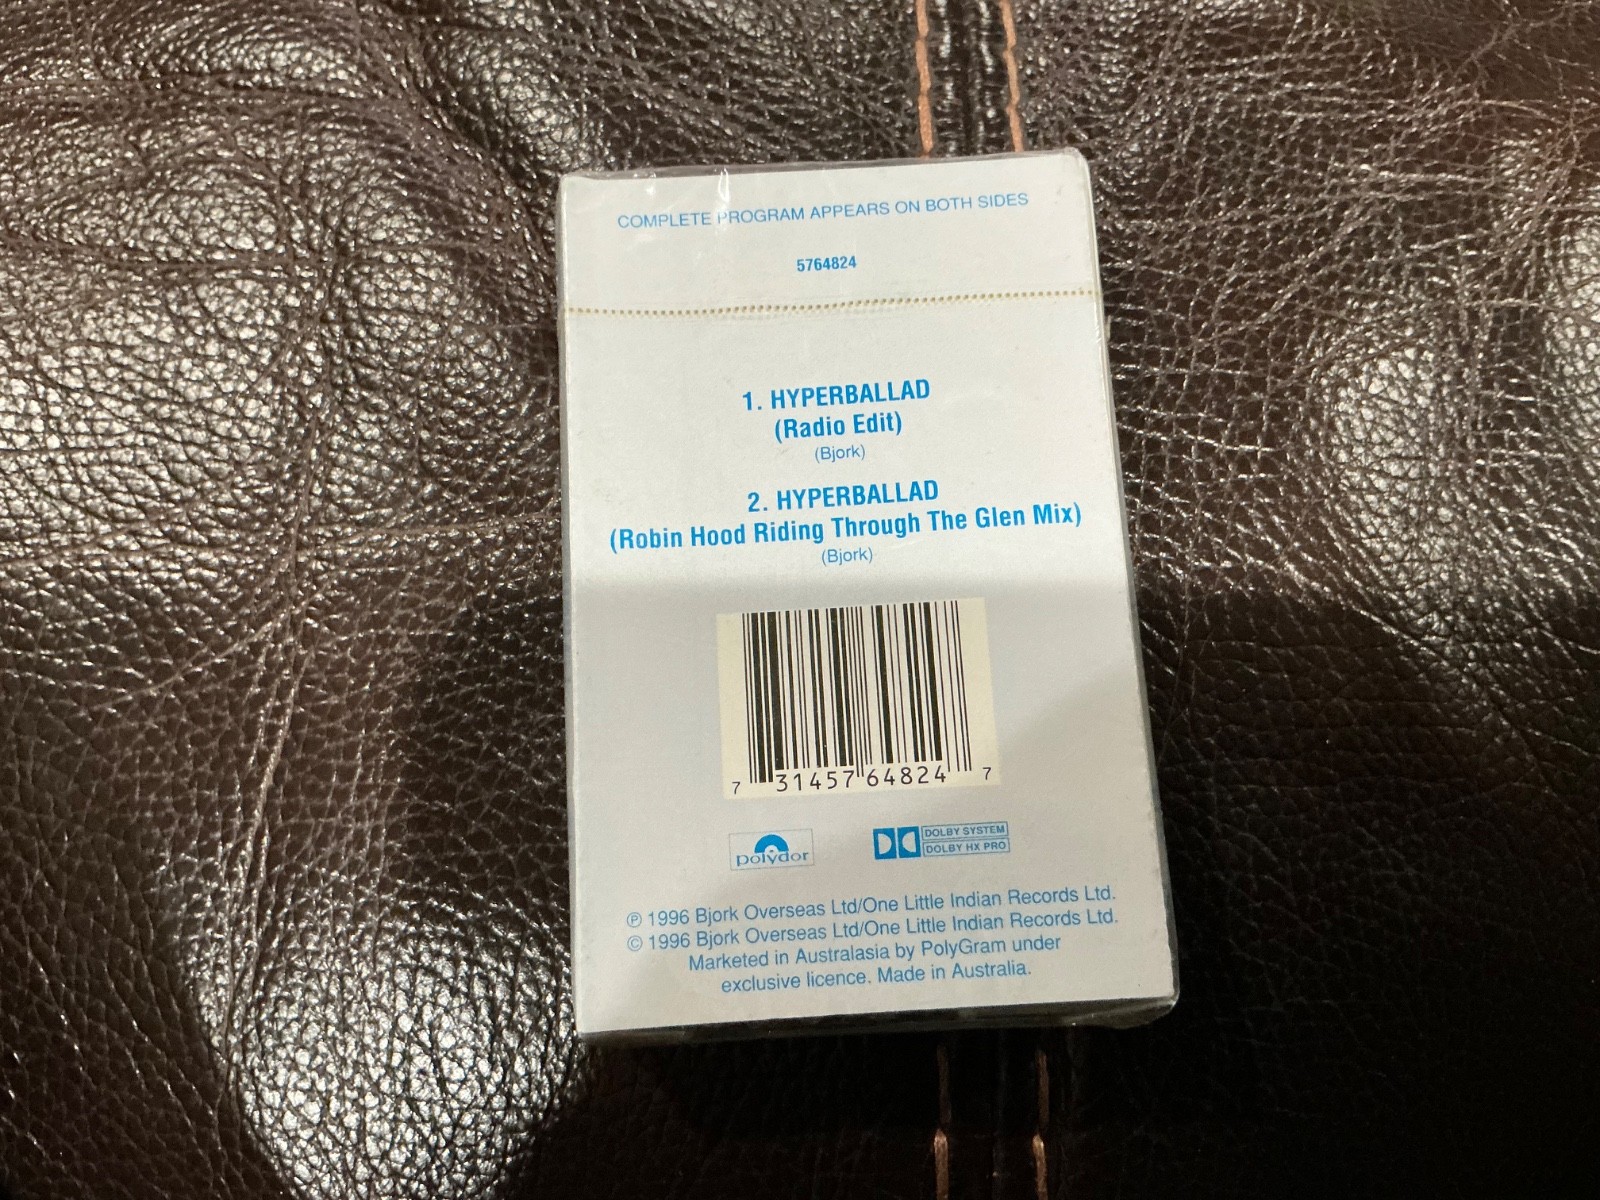 COMPLETE PROGRAM APPEARS ON BOTH SIDES
5764824
1. HYPERBALLAD
(Radio Edit)
(Bjork)
2. HYPERBALLAD
(Robin Hood Riding Through The Glen Mix)
(Bjork)
7 31457 64824 7
polydor
DOLBY SYSTEM
DOLBY HX PRO
℗ 1996 Bjork Overseas Ltd/One Little Indian Records Ltd.
© 1996 Bjork Overseas Ltd/One Little Indian Records Ltd.
Marketed in Australasia by PolyGram under
exclusive licence. Made in Australia.